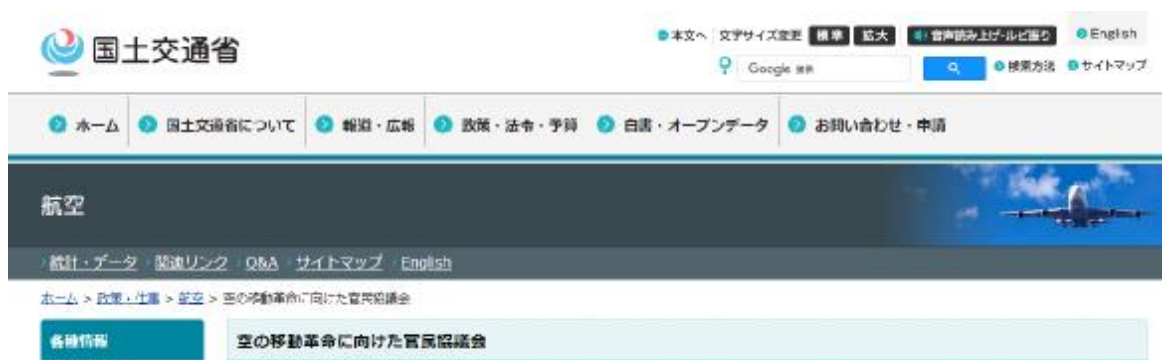 国土交通省
本文へ 文字サイズ変更 標準 拡大 音声読み上げ・ルビ振り English
Google 検索 検索方法 サイトマップ
ホーム 国土交通省について 報道・広報 政策・法令・予算 白書・オープンデータ お問い合わせ・申請
航空
統計・データ 関連リンク Q&A サイトマップ English
ホーム > 政策・仕事 > 航空 > 空の移動革命に向けた官民協議会
各種情報 空の移動革命に向けた官民協議会